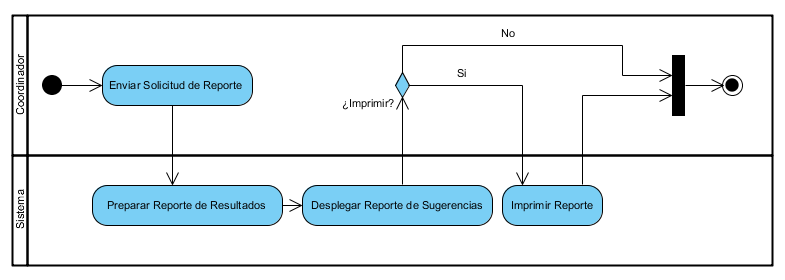 Coordinador
Enviar Solicitud de Reporte
¿Imprimir?
No
Si
Sistema
Preparar Reporte de Resultados
Desplegar Reporte de Sugerencias
Imprimir Reporte